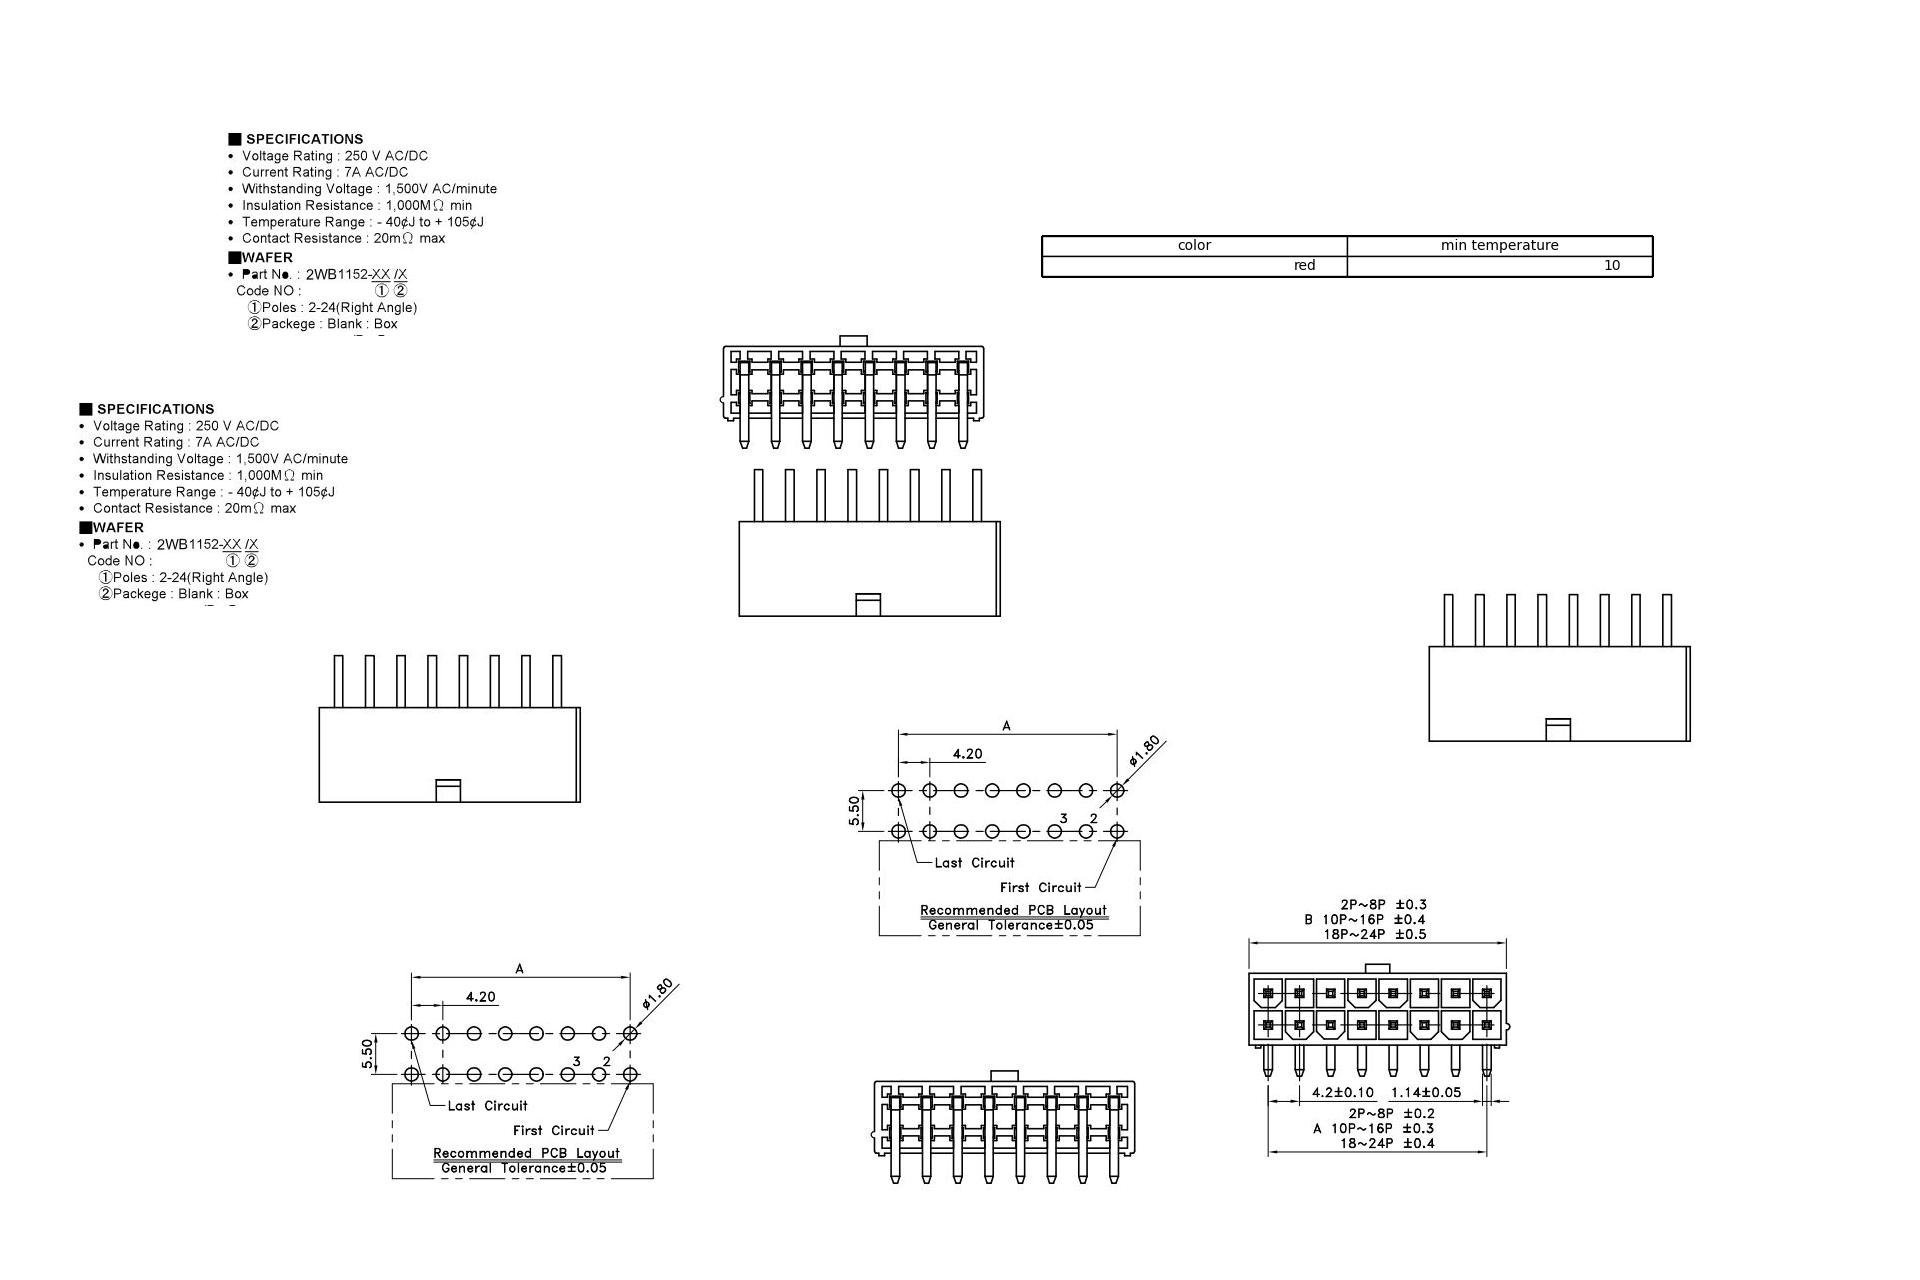 ■ SPECIFICATIONS
• Voltage Rating : 250 V AC/DC
• Current Rating : 7A AC/DC
• Withstanding Voltage : 1,500V AC/minute
• Insulation Resistance : 1,000MΩ min
• Temperature Range : - 40¢J to + 105¢J
• Contact Resistance : 20mΩ max
■WAFER
• Part No. : 2WB1152-XX /X
Code NO : ① ②
①Poles : 2-24(Right Angle)
②Packege : Blank : Box
color min temperature
red 10
■ SPECIFICATIONS
• Voltage Rating : 250 V AC/DC
• Current Rating : 7A AC/DC
• Withstanding Voltage : 1,500V AC/minute
• Insulation Resistance : 1,000MΩ min
• Temperature Range : - 40¢J to + 105¢J
• Contact Resistance : 20mΩ max
■WAFER
• Part No. : 2WB1152-XX /X
Code NO : ① ②
①Poles : 2-24(Right Angle)
②Packege : Blank : Box
A
4.20
ø1.80
5.50
3 2
Last Circuit
First Circuit
Recommended PCB Layout
General Tolerance±0.05
2P~8P ±0.3
B 10P~16P ±0.4
18P~24P ±0.5
4.2±0.10 1.14±0.05
2P~8P ±0.2
A 10P~16P ±0.3
18~24P ±0.4
A
4.20
ø1.80
5.50
3 2
Last Circuit
First Circuit
Recommended PCB Layout
General Tolerance±0.05